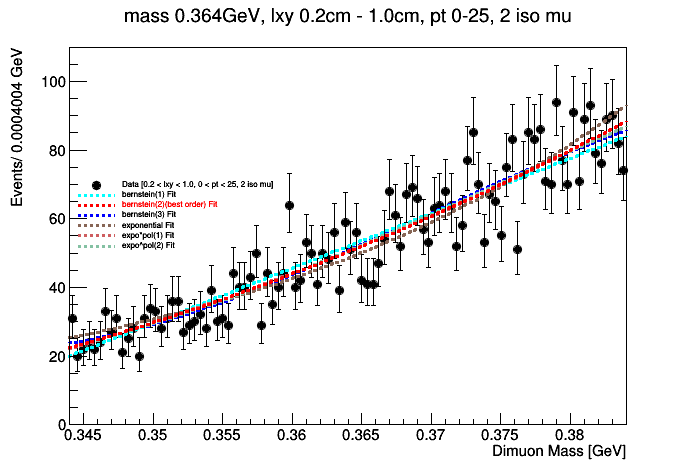 mass 0.364GeV, lxy 0.2cm - 1.0cm, pt 0-25, 2 iso mu
Events/ 0.0004004 GeV
100
80
60
40
20
0
Data [0.2 < lxy < 1.0, 0 < pt < 25, 2 iso mu]
bernstein(1) Fit
bernstein(2)(best order) Fit
bernstein(3) Fit
exponential Fit
expo*pol(1) Fit
expo*pol(2) Fit
0.345 0.35 0.355 0.36 0.365 0.37 0.375 0.38
Dimuon Mass [GeV]